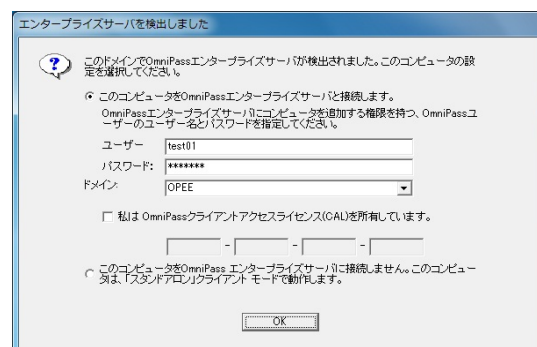 エンタープライズサーバを検出しました
このドメインでOmniPassエンタープライズサーバが検出されました。このコンピュータの設
定を選択してください。
このコンピュータをOmniPassエンタープライズサーバと接続します。
OmniPassエンタープライズサーバにコンピュータを追加する権限を持つ、OmniPassユ
ーザーのユーザー名とパスワードを指定してください。
ユーザー
test01
パスワード:
*******
ドメイン:
OPEE
私は OmniPassクライアントアクセスライセンス(CAL)を所有しています。
- - -
このコンピュータをOmniPass エンタープライズサーバに接続しません。このコンピュー
タは、「スタンドアロン」クライアント モードで動作します。
OK